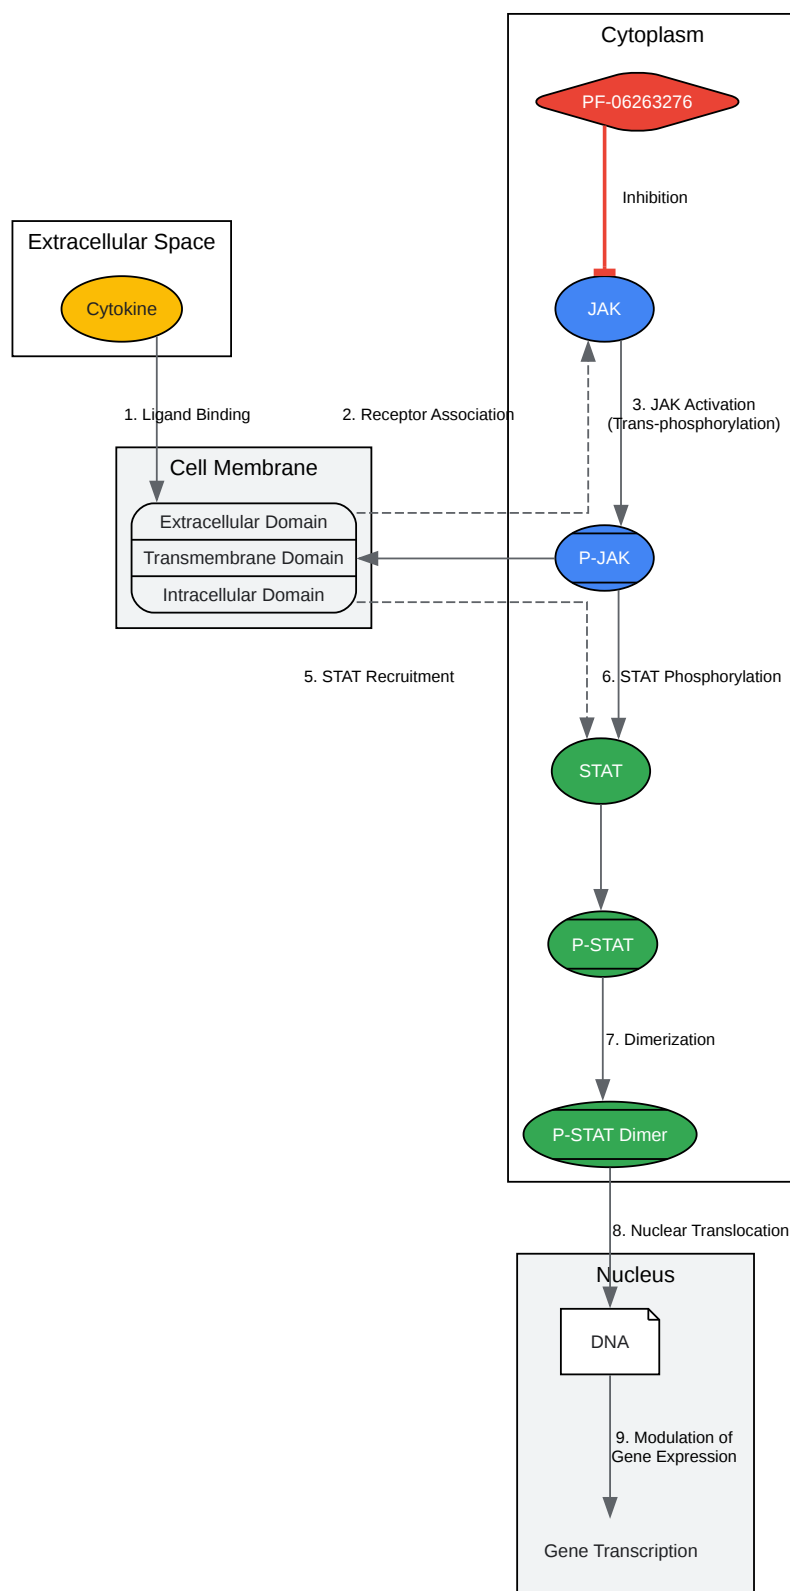 Cytoplasm
PF-06263276
Inhibition
Extracellular Space
Cytokine
JAK
1. Ligand Binding
2. Receptor Association
3. JAK Activation
(Trans-phosphorylation)
Cell Membrane
Extracellular Domain
Transmembrane Domain
Intracellular Domain
P-JAK
5. STAT Recruitment
6. STAT Phosphorylation
STAT
P-STAT
7. Dimerization
P-STAT Dimer
8. Nuclear Translocation
Nucleus
DNA
9. Modulation of
Gene Expression
Gene Transcription